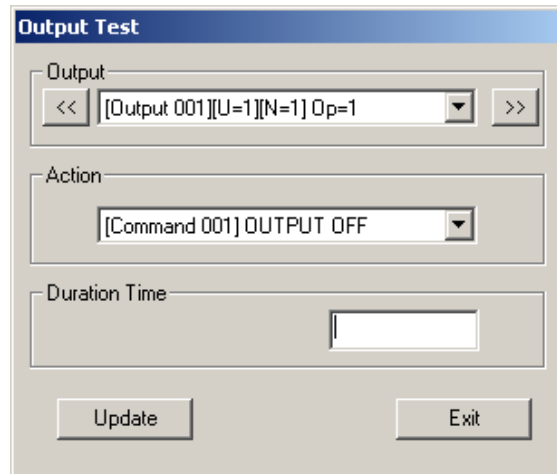 Output Test
Output
<< [Output 001][U=1][N=1] Op=1 >>
Action
[Command 001] OUTPUT OFF
Duration Time
Update Exit